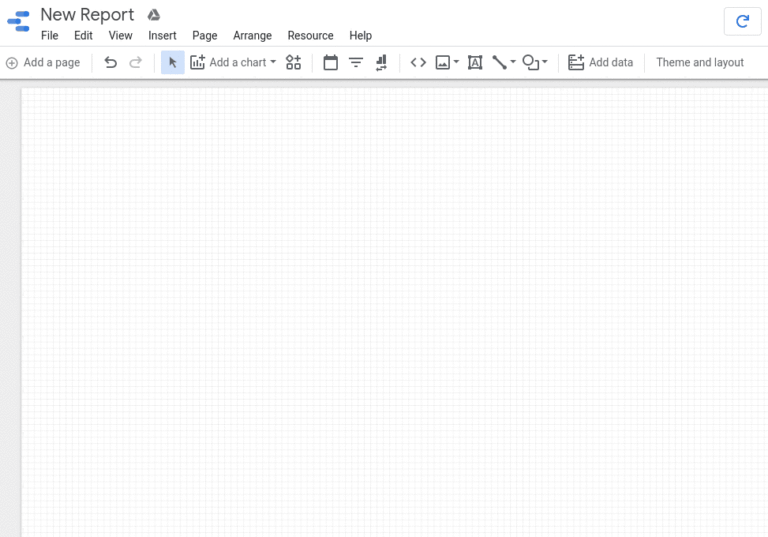 New Report
File Edit View Insert Page Arrange Resource Help
Add a page Add a chart A Add data Theme and layout